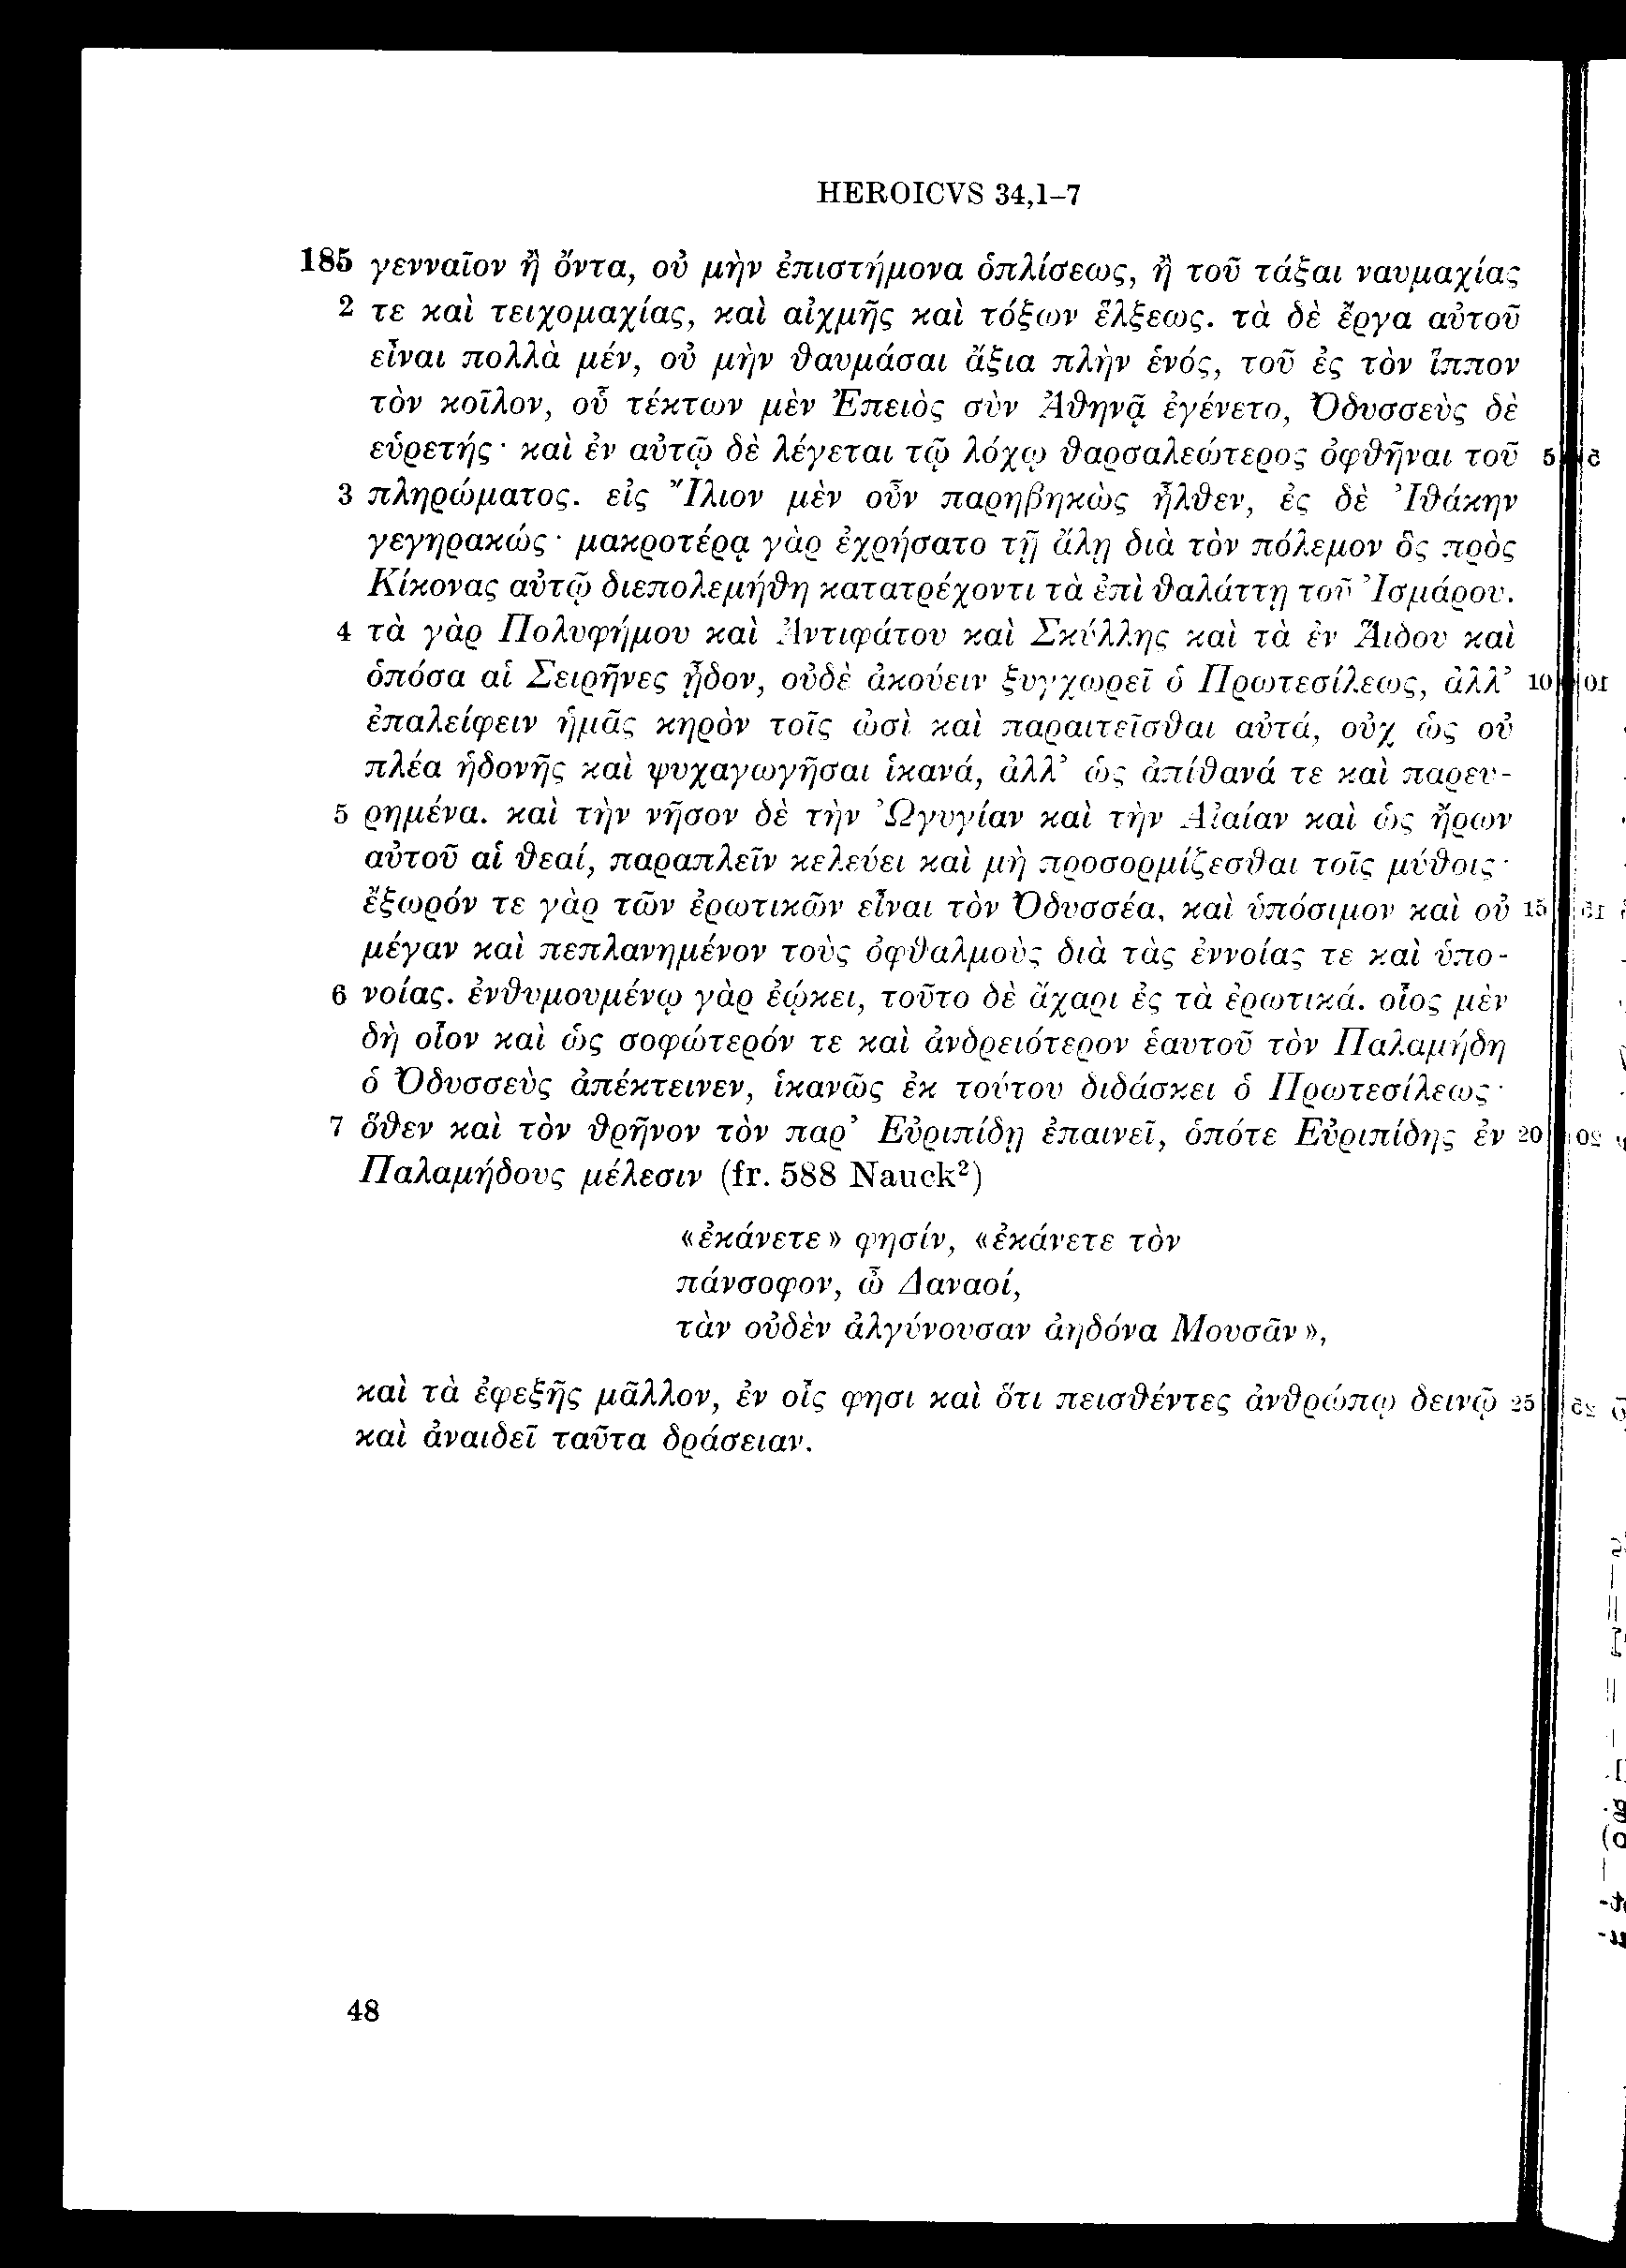 HEROICVS 34,1–7
185 γενναῖον ἢ ὄντα, οὐ μὴν ἐπιστήμονα ὁπλίσεως, ἢ τοῦ τάξαι ναυμαχίας
2 τε καὶ τειχομαχίας, καὶ αἰχμῆς καὶ τόξων ἕλξεως. τὰ δὲ ἔργα αὐτοῦ
εἶναι πολλὰ μέν, οὐ μὴν θαυμάσαι ἄξια πλὴν ἑνός, τοῦ ἐς τὸν ἵππον
τὸν κοῖλον, οὗ τέκτων μὲν Ἐπειὸς σὺν Ἀθηνᾷ ἐγένετο, Ὀδυσσεὺς δὲ
εὑρετής· καὶ ἐν αὐτῷ δὲ λέγεται τῷ λόχῳ θαρσαλεώτερος ὀφθῆναι τοῦ 5
3 πληρώματος. εἰς Ἴλιον μὲν οὖν παρηβηκὼς ἦλθεν, ἐς δὲ Ἰθάκην
γεγηρακώς· μακροτέρᾳ γὰρ ἐχρήσατο τῇ ἄλῃ διὰ τὸν πόλεμον ὃς πρὸς
Κίκονας αὐτῷ διεπολεμήθη κατατρέχοντι τὰ ἐπὶ θαλάττῃ τοῦ Ἰσμάρου.
4 τὰ γὰρ Πολυφήμου καὶ Ἀντιφάτου καὶ Σκύλλης καὶ τὰ ἐν Ἅιδου καὶ
ὁπόσα αἱ Σειρῆνες ᾖδον, οὐδὲ ἀκούειν ξυγχωρεῖ ὁ Πρωτεσίλεως, ἀλλ’ 10
ἐπαλείφειν ἡμᾶς κηρὸν τοῖς ὠσὶ καὶ παραιτεῖσθαι αὐτά, οὐχ ὡς οὐ
πλέα ἡδονῆς καὶ ψυχαγωγῆσαι ἱκανά, ἀλλ’ ὡς ἀπίθανά τε καὶ παρευ-
5 ρημένα. καὶ τὴν νῆσον δὲ τὴν Ὠγυγίαν καὶ τὴν Αἰαίαν καὶ ὡς ἤρων
αὐτοῦ αἱ θεαί, παραπλεῖν κελεύει καὶ μὴ προσορμίζεσθαι τοῖς μύθοις·
ἔξωρόν τε γὰρ τῶν ἐρωτικῶν εἶναι τὸν Ὀδυσσέα, καὶ ὑπόσιμον καὶ οὐ 15
μέγαν καὶ πεπλανημένον τοὺς ὀφθαλμοὺς διὰ τὰς ἐννοίας τε καὶ ὑπο-
6 νοίας. ἐνθυμουμένῳ γὰρ ἐῴκει, τοῦτο δὲ ἄχαρι ἐς τὰ ἐρωτικά. οἷος μὲν
δὴ οἷον καὶ ὡς σοφώτερόν τε καὶ ἀνδρειότερον ἑαυτοῦ τὸν Παλαμήδη
ὁ Ὀδυσσεὺς ἀπέκτεινεν, ἱκανῶς ἐκ τούτου διδάσκει ὁ Πρωτεσίλεως·
7 ὅθεν καὶ τὸν θρῆνον τὸν παρ’ Εὐριπίδῃ ἐπαινεῖ, ὁπότε Εὐριπίδης ἐν 20
Παλαμήδους μέλεσιν (fr. 588 Nauck²)
«ἐκάνετε» φησίν, «ἐκάνετε τὸν
πάνσοφον, ὦ Δαναοί,
τὰν οὐδὲν ἀλγύνουσαν ἀηδόνα Μουσᾶν»,
καὶ τὰ ἐφεξῆς μᾶλλον, ἐν οἷς φησι καὶ ὅτι πεισθέντες ἀνθρώπῳ δεινῷ 25
καὶ ἀναιδεῖ ταῦτα δράσειαν.
48